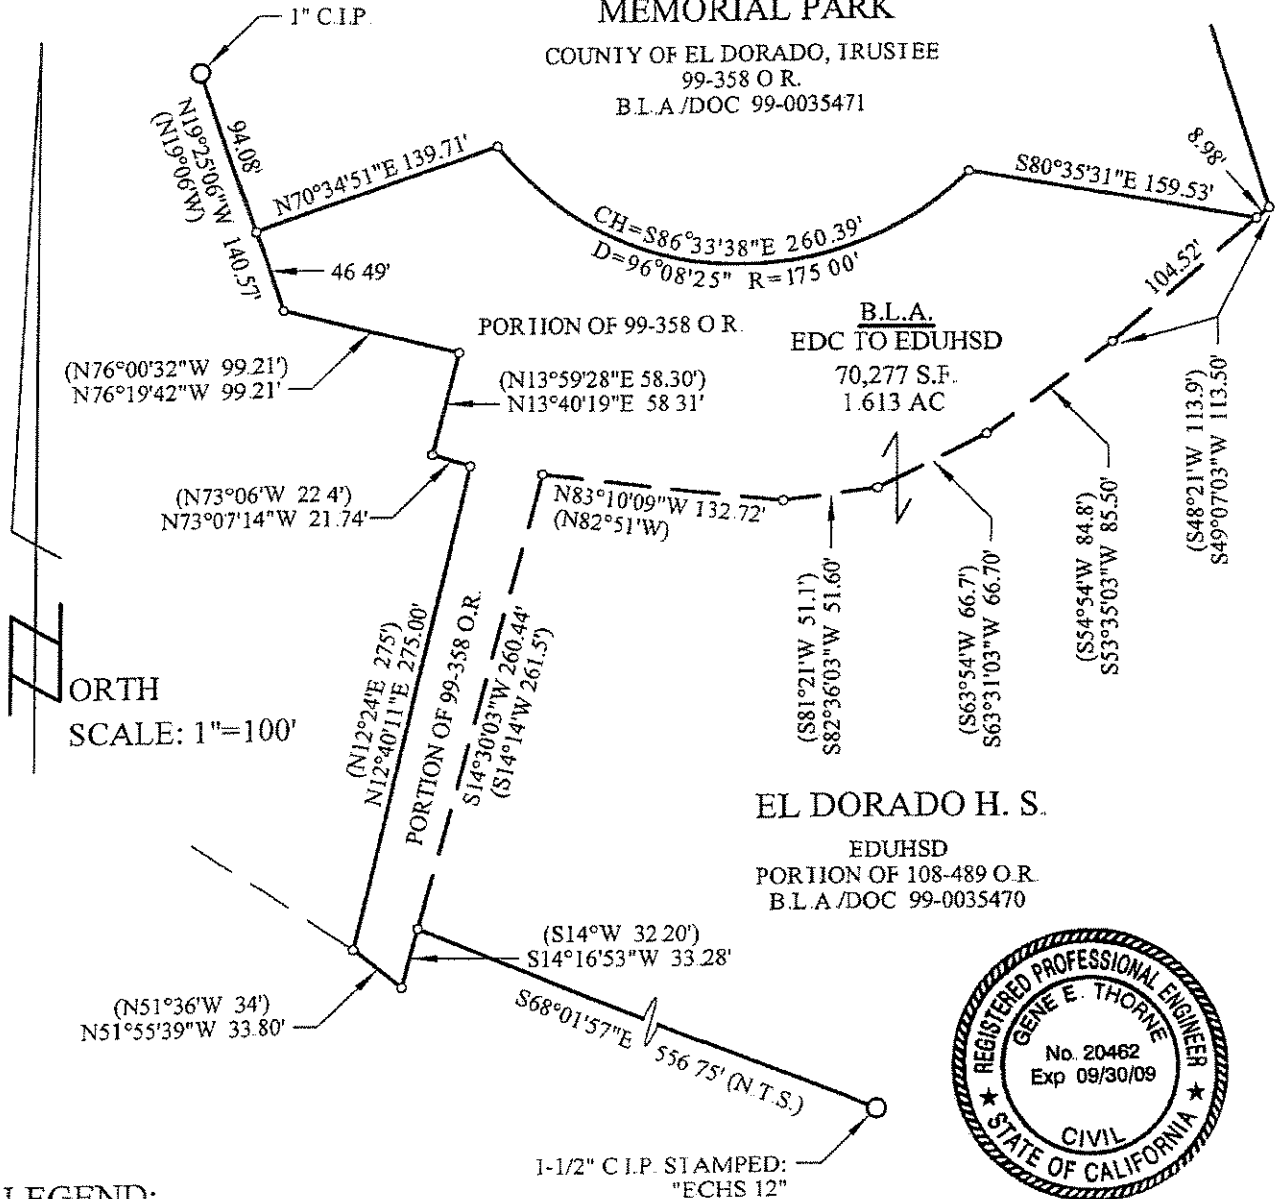 1" C.I.P.
MEMORIAL PARK
COUNTY OF EL DORADO, TRUSTEE
99-358 O R.
B.L.A /DOC 99-0035471
94.08'
N19°25'06"W 140.57'
(N19°06'W)
N70°34'51"E 139.71'
46 49'
CH=S86°33'38"E 260.39'
D=96°08'25" R=175 00'
S80°35'31"E 159.53'
8.98'
104.52'
PORTION OF 99-358 O R.
B.L.A.
EDC TO EDUHSD
70,277 S.F.
1.613 AC
(N76°00'32"W 99.21')
N76°19'42"W 99.21'
(N13°59'28"E 58.30')
N13°40'19"E 58 31'
(N73°06'W 22 4')
N73°07'14"W 21.74'
N83°10'09"W 132.72'
(N82°51'W)
(S81°21'W 51.1')
S82°36'03"W 51.60'
(S63°54'W 66.7')
S63°31'03"W 66.70'
(S54°54'W 84.8')
S53°35'03"W 85.50'
(S48°21'W 113.9')
S49°07'03"W 113.50'
(N12°24'E 275')
N12°40'11"E 275.00'
PORTION OF 99-358 O.R.
S14°30'03"W 260.44'
(S14°14'W 261.5')
ORTH
SCALE: 1"=100'
EL DORADO H. S.
EDUHSD
PORTION OF 108-489 O.R.
B.L.A /DOC 99-0035470
(S14°W 32.20')
S14°16'53"W 33.28'
(N51°36'W 34')
N51°55'39"W 33.80'
S68°01'57"E 556 75' (N.T.S.)
1-1/2" C I.P. STAMPED:
"ECHS 12"
REGISTERED PROFESSIONAL ENGINEER
GENE E. THORNE
No. 20462
Exp 09/30/09
CIVIL
STATE OF CALIFORNIA
LEGEND: